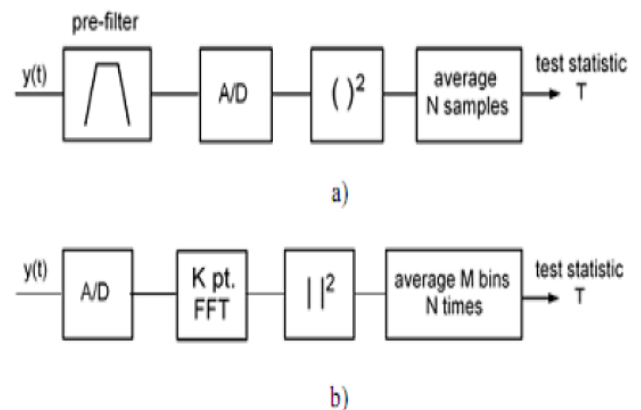 pre-filter
y(t)
A/D
( )²
average
N samples
test statistic
T
a)
y(t)
A/D
K pt.
FFT
| |²
average M bins
N times
test statistic
T
b)